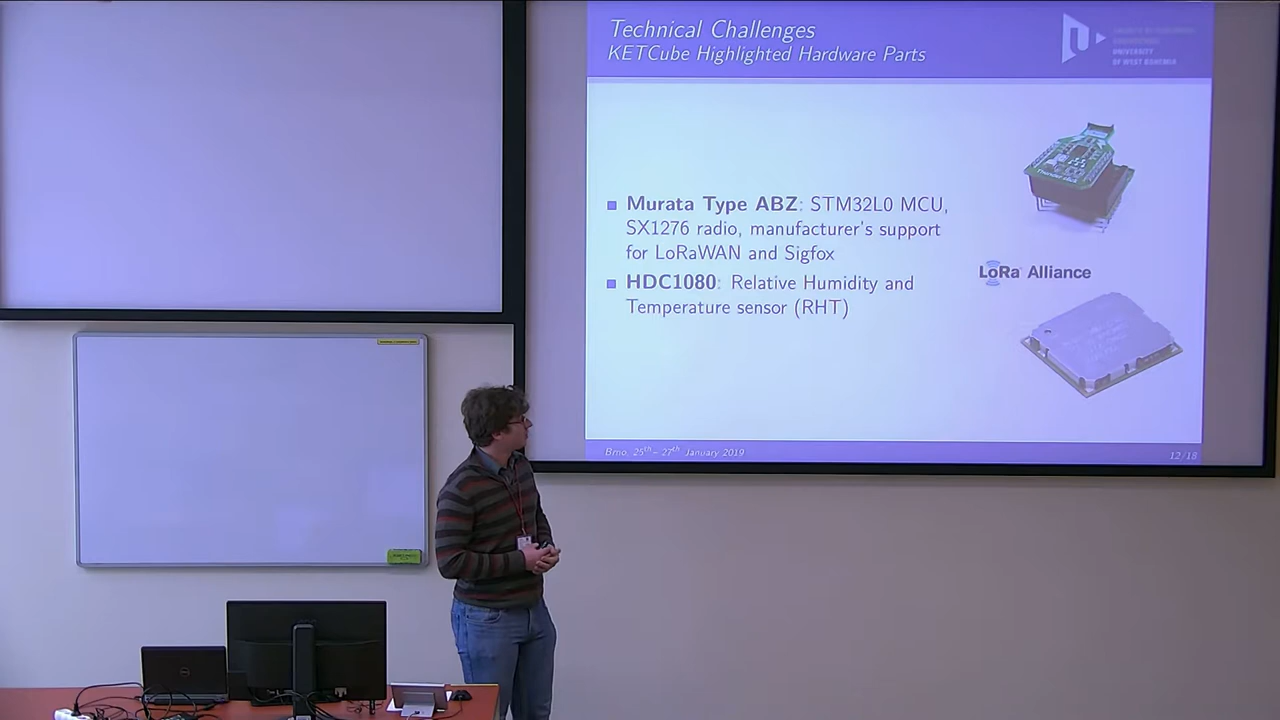 Technical Challenges
KETCube Highlighted Hardware Parts
UNIVERSITY
OF WEST BOHEMIA
Murata Type ABZ: STM32L0 MCU,
SX1276 radio, manufacturer's support
for LoRaWAN and Sigfox
HDC1080: Relative Humidity and
Temperature sensor (RHT)
LoRa Alliance
Brno, 25th – 27th January 2019
12/18